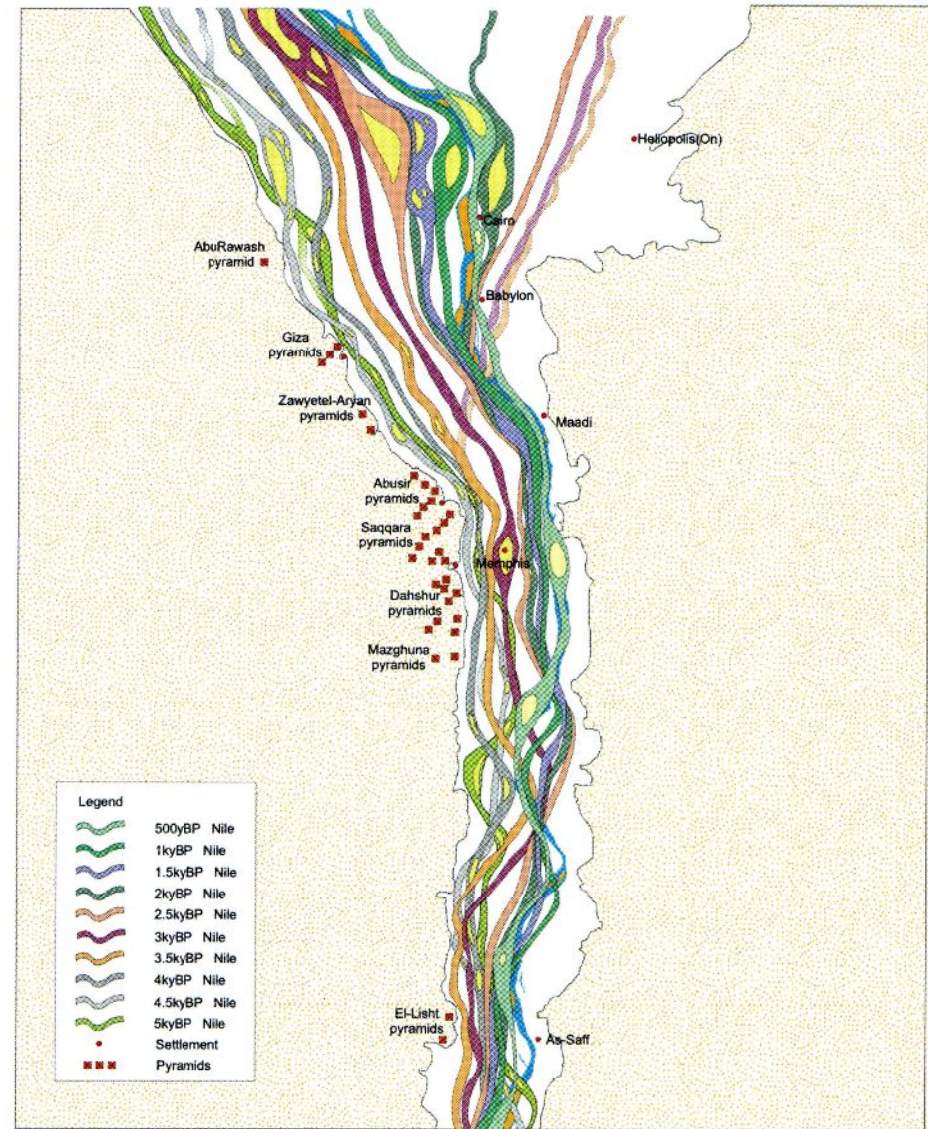 Heliopolis(On)
Cairo
AbuRawash
pyramid
Babylon
Giza
pyramids
Zawyetel-Aryan
pyramids
Maadi
Abusir
pyramids
Saqqara
pyramids
Memphis
Dahshur
pyramids
Mazghuna
pyramids
Legend
500yBP Nile
1kyBP Nile
1.5kyBP Nile
2kyBP Nile
2.5kyBP Nile
3kyBP Nile
3.5kyBP Nile
4kyBP Nile
4.5kyBP Nile
5kyBP Nile
Settlement
Pyramids
El-Lisht
pyramids
As-Saff